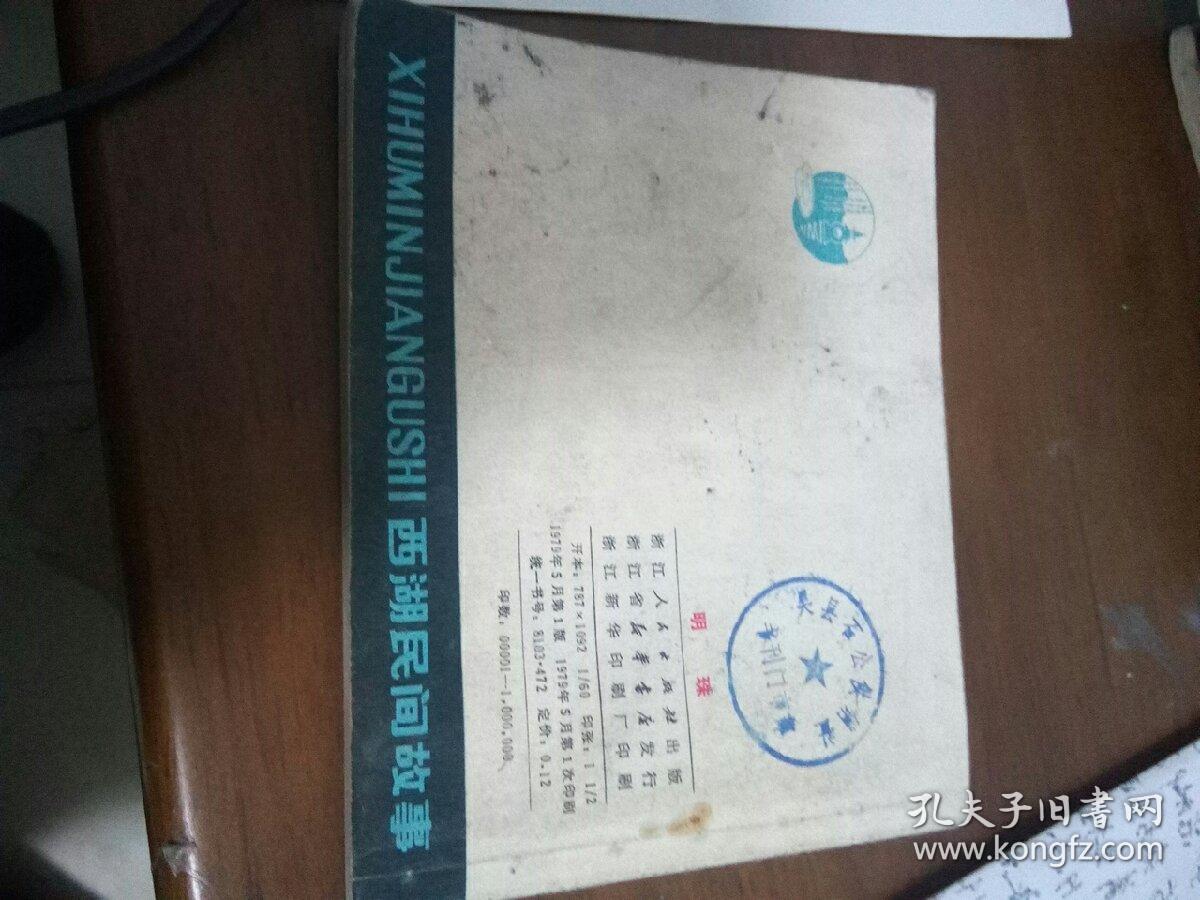 XIHUMINJIANGUSHI 西湖民间故事
明珠
浙江人民出版社出版
浙江省新华书店发行
浙江新华印刷厂印刷
开本：787×1092 1/60 印张：1 1/2
1979年5月第1版 1979年5月第1次印刷
统一书号：8103·472 定价：0.12
印数：00001—1,000,000
孔夫子旧书网
www.kongfz.com